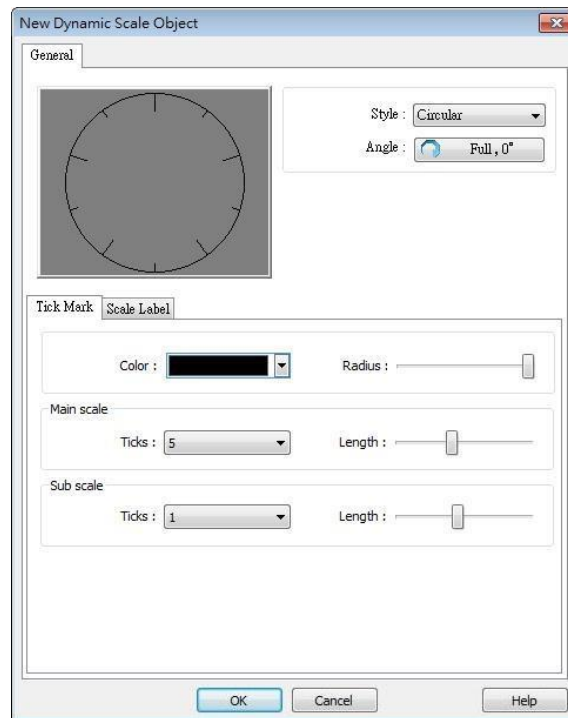 New Dynamic Scale Object
General
Style : Circular
Angle : Full , 0°
Tick Mark Scale Label
Color : Radius :
Main scale
Ticks : 5 Length :
Sub scale
Ticks : 1 Length :
OK Cancel Help